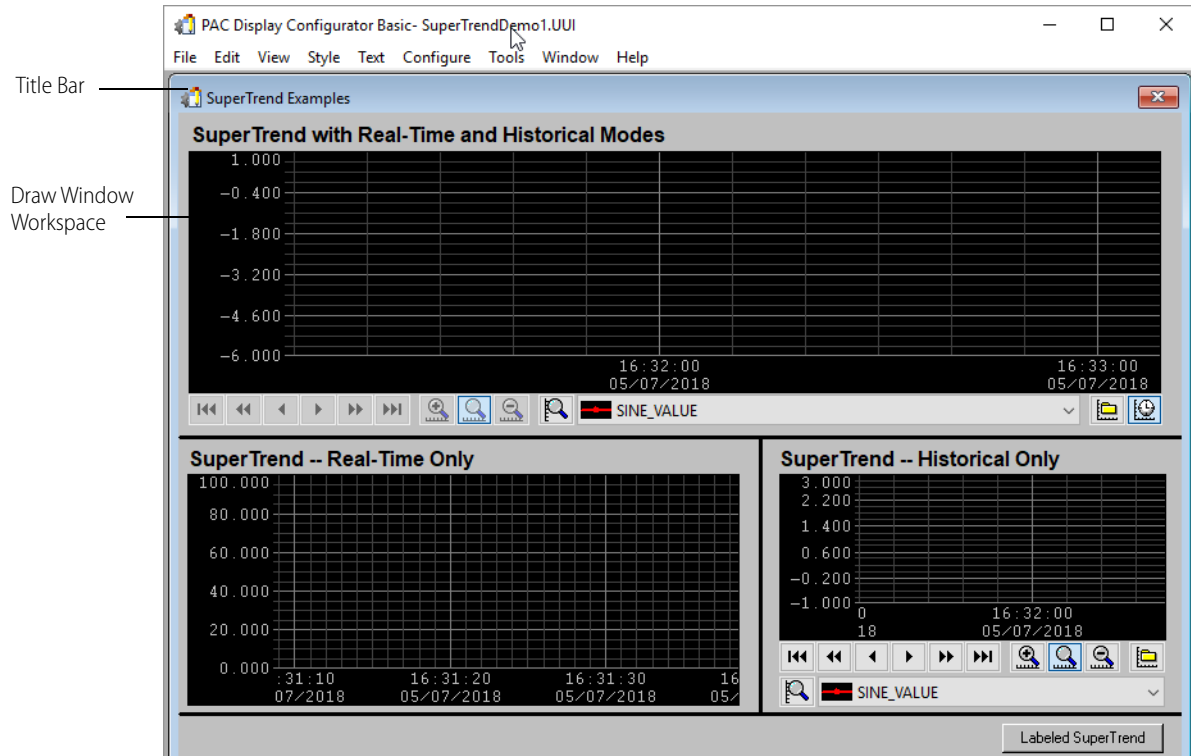 PAC Display Configurator Basic- SuperTrendDemo1.UUI
File Edit View Style Text Configure Tools Window Help
Title Bar
SuperTrend Examples
SuperTrend with Real-Time and Historical Modes
1.000
-0.400
Draw Window
Workspace
-1.800
-3.200
-4.600
-6.000
16:32:00 16:33:00
05/07/2018 05/07/2018
SINE_VALUE
SuperTrend -- Real-Time Only
100.000
80.000
60.000
40.000
20.000
0.000
:31:10 16:31:20 16:31:30 16
07/2018 05/07/2018 05/07/2018 05/
SuperTrend -- Historical Only
3.000
2.200
1.400
0.600
-0.200
-1.000
0 16:32:00
18 05/07/2018
SINE_VALUE
Labeled SuperTrend